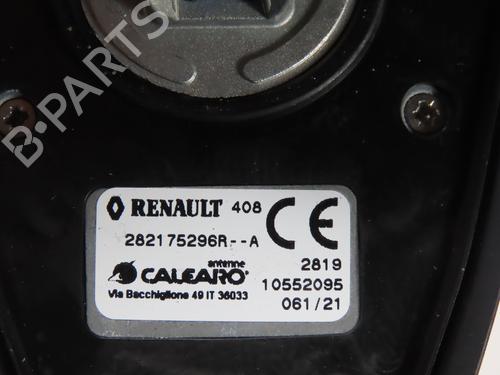 B-PARTS
RENAULT 408
282175296R--A
CE
antenne
CALEARO
Via Bacchiglione 49 IT 36033
2819
10552095
061/21